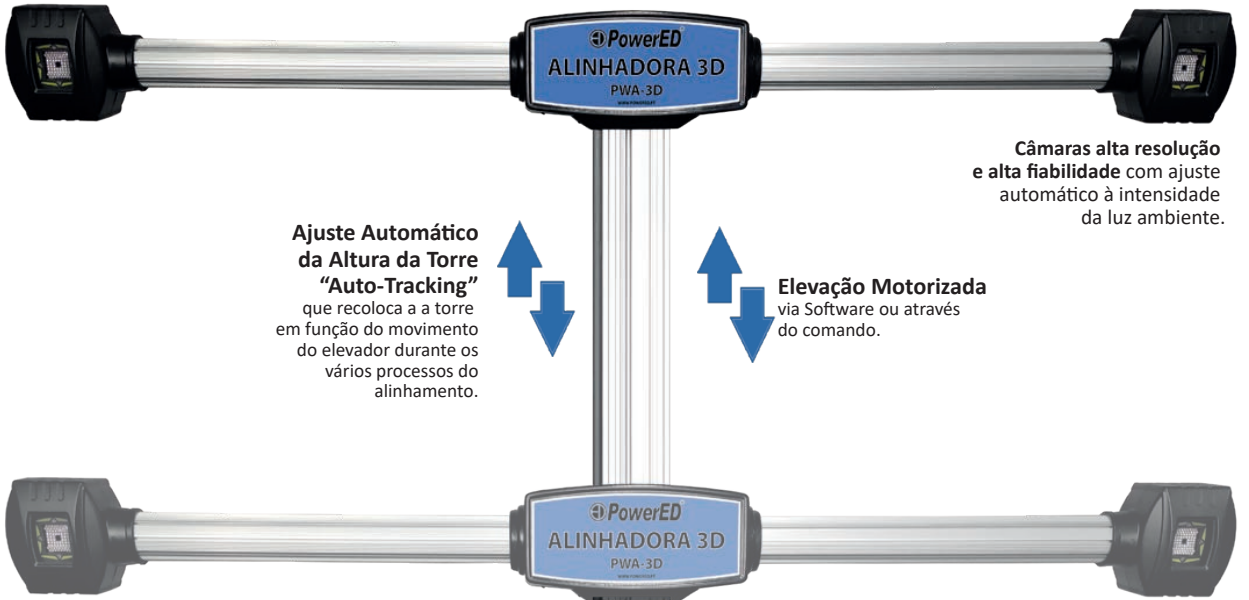 PowerED
ALINHADORA 3D
PWA-3D
Câmaras alta resolução
e alta fiabilidade com ajuste
automático à intensidade
da luz ambiente.
Ajuste Automático
da Altura da Torre
“Auto-Tracking”
que recoloca a a torre
em função do movimento
do elevador durante os
vários processos do
alinhamento.
Elevação Motorizada
via Software ou através
do comando.
PowerED
ALINHADORA 3D
PWA-3D